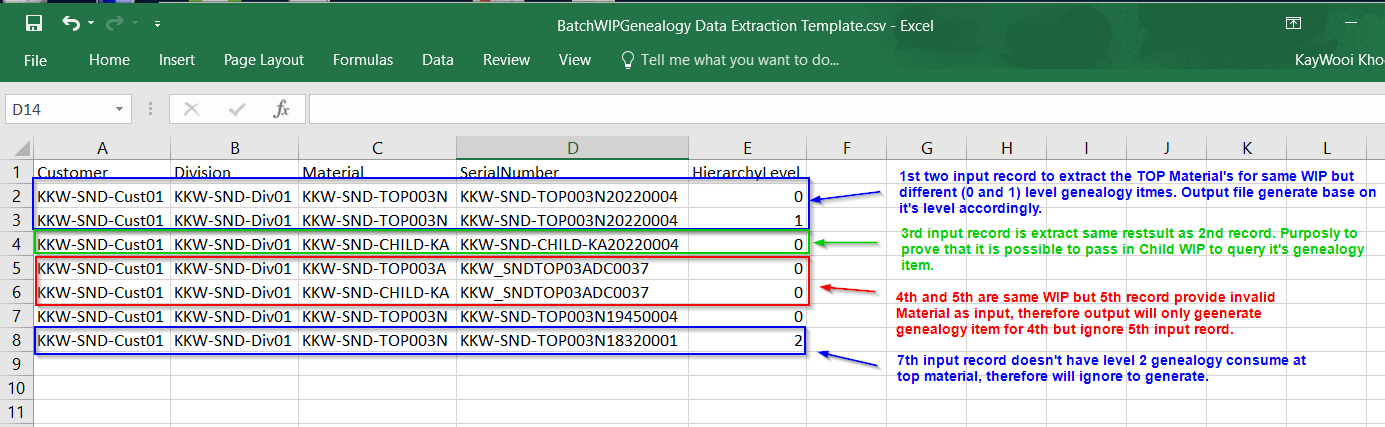 BatchWIPGenealogy Data Extraction Template.csv - Excel
File Home Insert Page Layout Formulas Data Review View Tell me what you want to do... KayWooi Kho
D14 fx
A B C D E F G H I J K L
1 Customer Division Material SerialNumber HierarchyLevel
2 KKW-SND-Cust01 KKW-SND-Div01 KKW-SND-TOP003N KKW-SND-TOP003N20220004 0
3 KKW-SND-Cust01 KKW-SND-Div01 KKW-SND-TOP003N KKW-SND-TOP003N20220004 1
4 KKW-SND-Cust01 KKW-SND-Div01 KKW-SND-CHILD-KA KKW-SND-CHILD-KA20220004 0
5 KKW-SND-Cust01 KKW-SND-Div01 KKW-SND-TOP003A KKW_SNDTOP03ADC0037 0
6 KKW-SND-Cust01 KKW-SND-Div01 KKW-SND-CHILD-KA KKW_SNDTOP03ADC0037 0
7 KKW-SND-Cust01 KKW-SND-Div01 KKW-SND-TOP003N KKW-SND-TOP003N19450004 0
8 KKW-SND-Cust01 KKW-SND-Div01 KKW-SND-TOP003N KKW-SND-TOP003N18320001 2
9
10
11
1st two input record to extract the TOP Material's for same WIP but
different (0 and 1) level genealogy itmes. Output file generate base on
it's level accordingly.
3rd input record is extract same restsult as 2nd record. Purposly to
prove that it is possible to pass in Child WIP to query it's genealogy
item.
4th and 5th are same WIP but 5th record provide invalid
Material as input, therefore output will only geenerate
genealogy item for 4th but ignore 5th input reord.
7th input record doesn't have level 2 genealogy consume at
top material, therefore will ignore to generate.